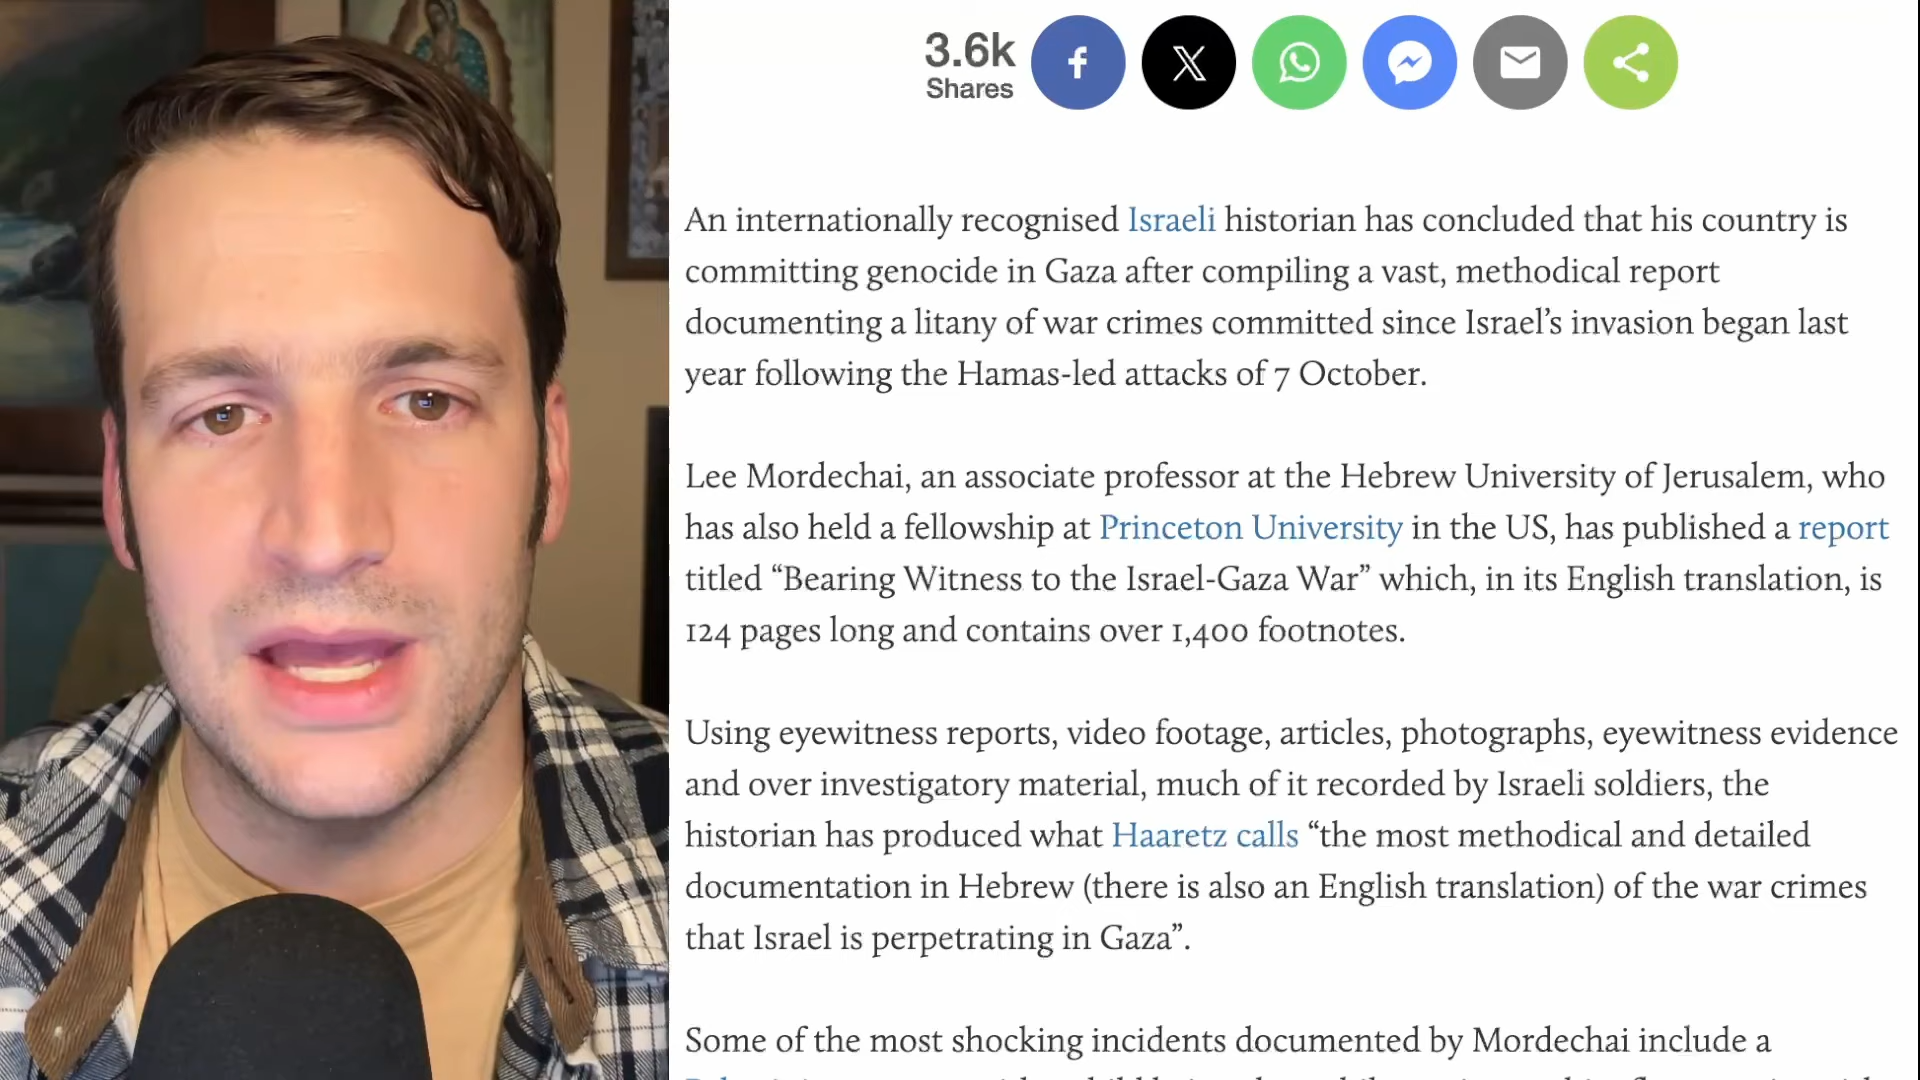 3.6k
Shares
An internationally recognised Israeli historian has concluded that his country is
committing genocide in Gaza after compiling a vast, methodical report
documenting a litany of war crimes committed since Israel’s invasion began last
year following the Hamas-led attacks of 7 October.
Lee Mordechai, an associate professor at the Hebrew University of Jerusalem, who
has also held a fellowship at Princeton University in the US, has published a report
titled “Bearing Witness to the Israel-Gaza War” which, in its English translation, is
124 pages long and contains over 1,400 footnotes.
Using eyewitness reports, video footage, articles, photographs, eyewitness evidence
and over investigatory material, much of it recorded by Israeli soldiers, the
historian has produced what Haaretz calls “the most methodical and detailed
documentation in Hebrew (there is also an English translation) of the war crimes
that Israel is perpetrating in Gaza”.
Some of the most shocking incidents documented by Mordechai include a